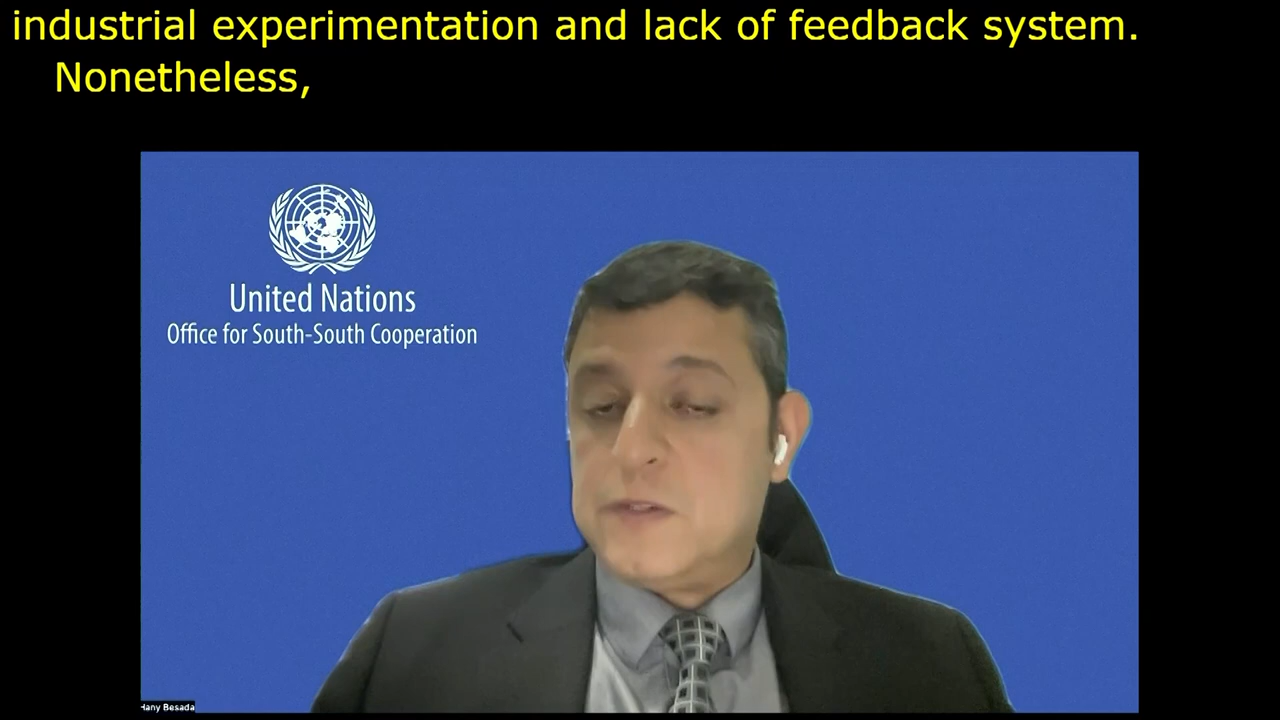 industrial experimentation and lack of feedback system.
Nonetheless,
United Nations
Office for South-South Cooperation
Hany Besada